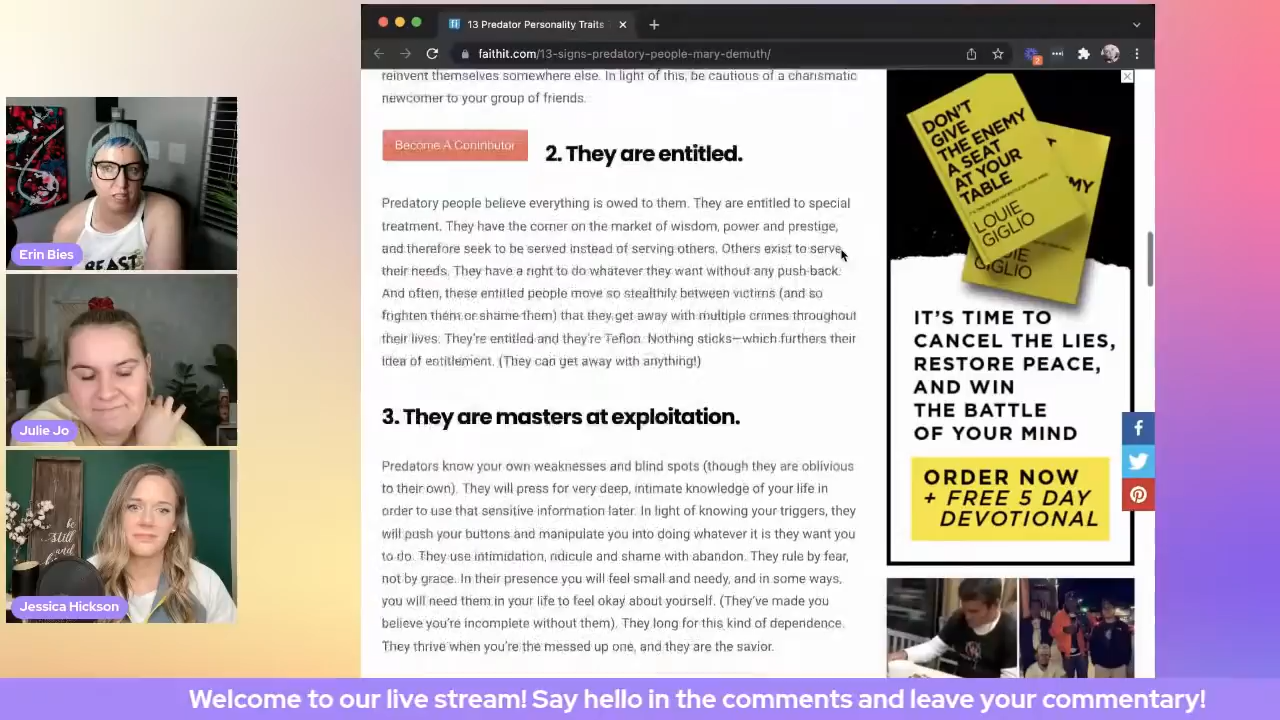 13 Predator Personality Traits
faithit.com/13-signs-predatory-people-mary-demuth/
reinvent themselves somewhere else. In light of this, be cautious of a charismatic
newcomer to your group of friends.
Become A Contributor
2. They are entitled.
Predatory people believe everything is owed to them. They are entitled to special
treatment. They have the corner on the market of wisdom, power and prestige,
and therefore seek to be served instead of serving others. Others exist to serve
their needs. They have a right to do whatever they want without any push-back.
And often, these entitled people move so stealthily between victims (and so
frighten them or shame them) that they get away with multiple crimes throughout
their lives. They're entitled and they're Teflon. Nothing sticks—which furthers their
idea of entitlement. (They can get away with anything!)
3. They are masters at exploitation.
Predators know your own weaknesses and blind spots (though they are oblivious
to their own). They will press for very deep, intimate knowledge of your life in
order to use that sensitive information later. In light of knowing your triggers, they
will push your buttons and manipulate you into doing whatever it is they want you
to do. They use intimidation, ridicule and shame with abandon. They rule by fear,
not by grace. In their presence you will feel small and needy, and in some ways,
you will need them in your life to feel okay about yourself. (They've made you
believe you're incomplete without them). They long for this kind of dependence.
They thrive when you're the messed up one, and they are the savior.
DON'T
GIVE
THE ENEMY
A SEAT
AT YOUR
TABLE
LOUIE
GIGLIO
MY
GIGLIO
IT'S TIME TO
CANCEL THE LIES,
RESTORE PEACE,
AND WIN
THE BATTLE
OF YOUR MIND
ORDER NOW
+ FREE 5 DAY
DEVOTIONAL
BEAST
Erin Bies
Julie Jo
be
still
and
Jessica Hickson
Welcome to our live stream! Say hello in the comments and leave your commentary!